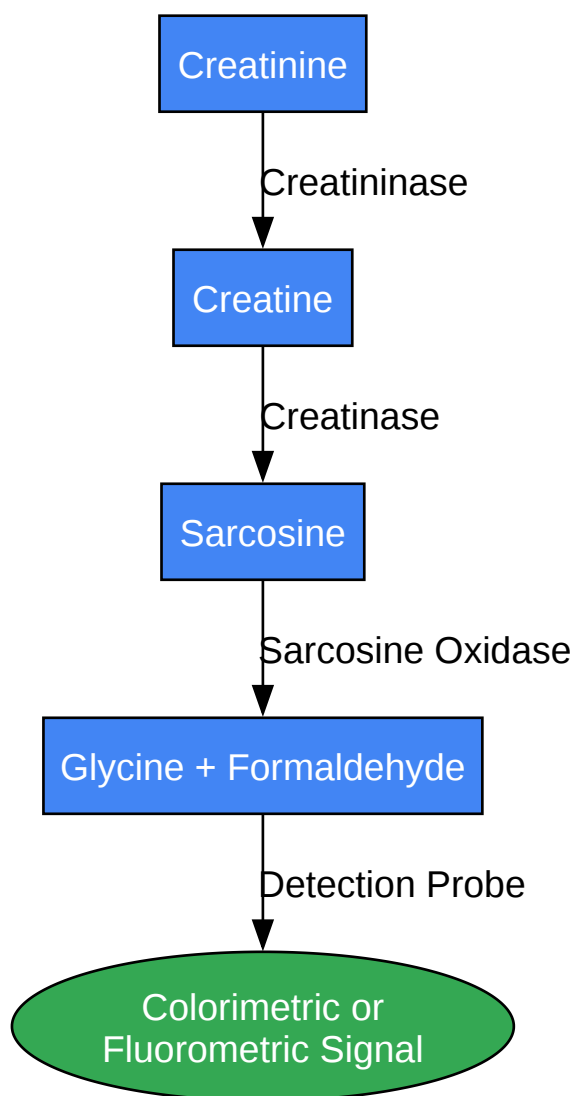 Creatinine
Creatininase
Creatine
Creatinase
Sarcosine
Sarcosine Oxidase
Glycine + Formaldehyde
Detection Probe
Colorimetric or
Fluorometric Signal